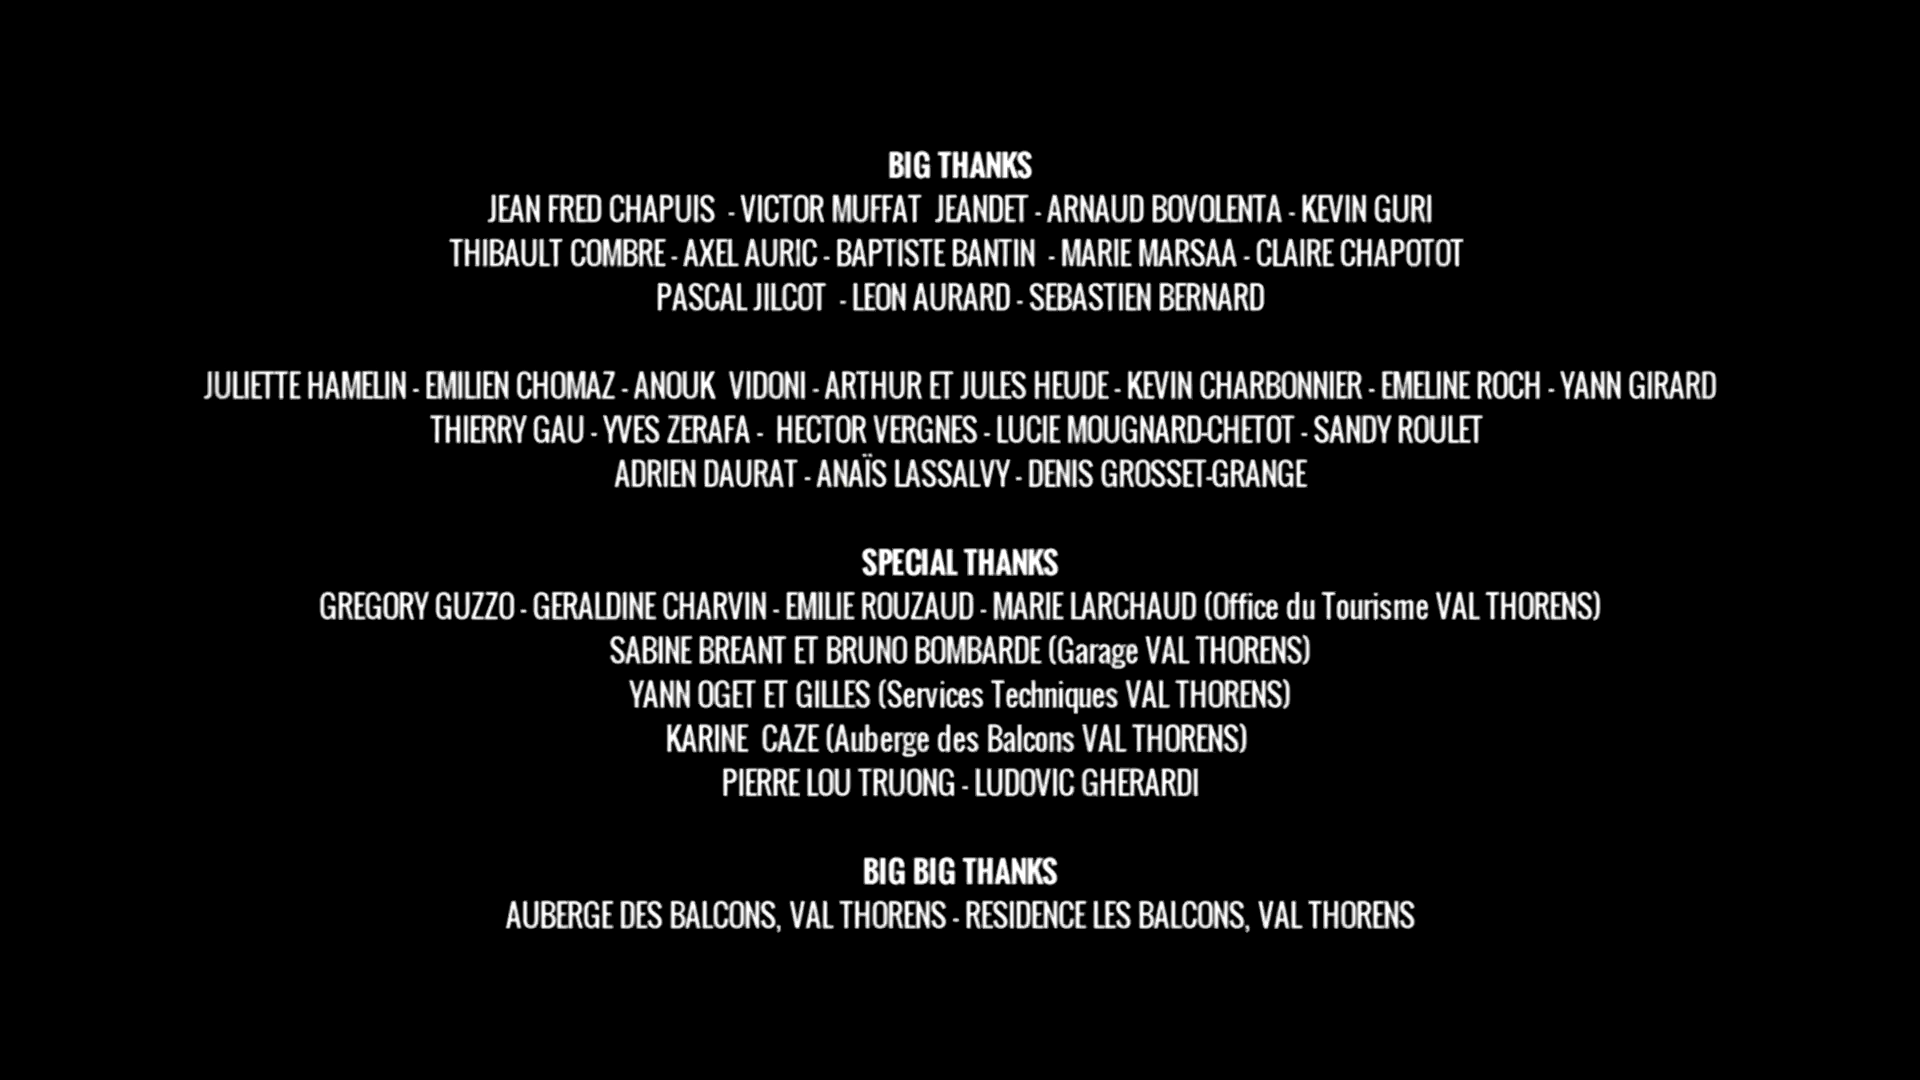 BIG THANKS
JEAN FRED CHAPUIS - VICTOR MUFFAT JEANDET - ARNAUD BOVOLENTA - KEVIN GURI
THIBAULT COMBRE - AXEL AURIC - BAPTISTE BANTIN - MARIE MARSAA - CLAIRE CHAPOTOT
PASCAL JILCOT - LEON AURARD - SEBASTIEN BERNARD
JULIETTE HAMELIN - EMILIEN CHOMAZ - ANOUK VIDONI - ARTHUR ET JULES HEUDE - KEVIN CHARBONNIER - EMELINE ROCH - YANN GIRARD
THIERRY GAU - YVES ZERAFA - HECTOR VERGNES - LUCIE MOUGNARD-CHETOT - SANDY ROULET
ADRIEN DAURAT - ANAÏS LASSALVY - DENIS GROSSET-GRANGE
SPECIAL THANKS
GREGORY GUZZO - GERALDINE CHARVIN - EMILIE ROUZAUD - MARIE LARCHAUD (Office du Tourisme VAL THORENS)
SABINE BREANT ET BRUNO BOMBARDE (Garage VAL THORENS)
YANN OGET ET GILLES (Services Techniques VAL THORENS)
KARINE CAZE (Auberge des Balcons VAL THORENS)
PIERRE LOU TRUONG - LUDOVIC GHERARDI
BIG BIG THANKS
AUBERGE DES BALCONS, VAL THORENS - RESIDENCE LES BALCONS, VAL THORENS